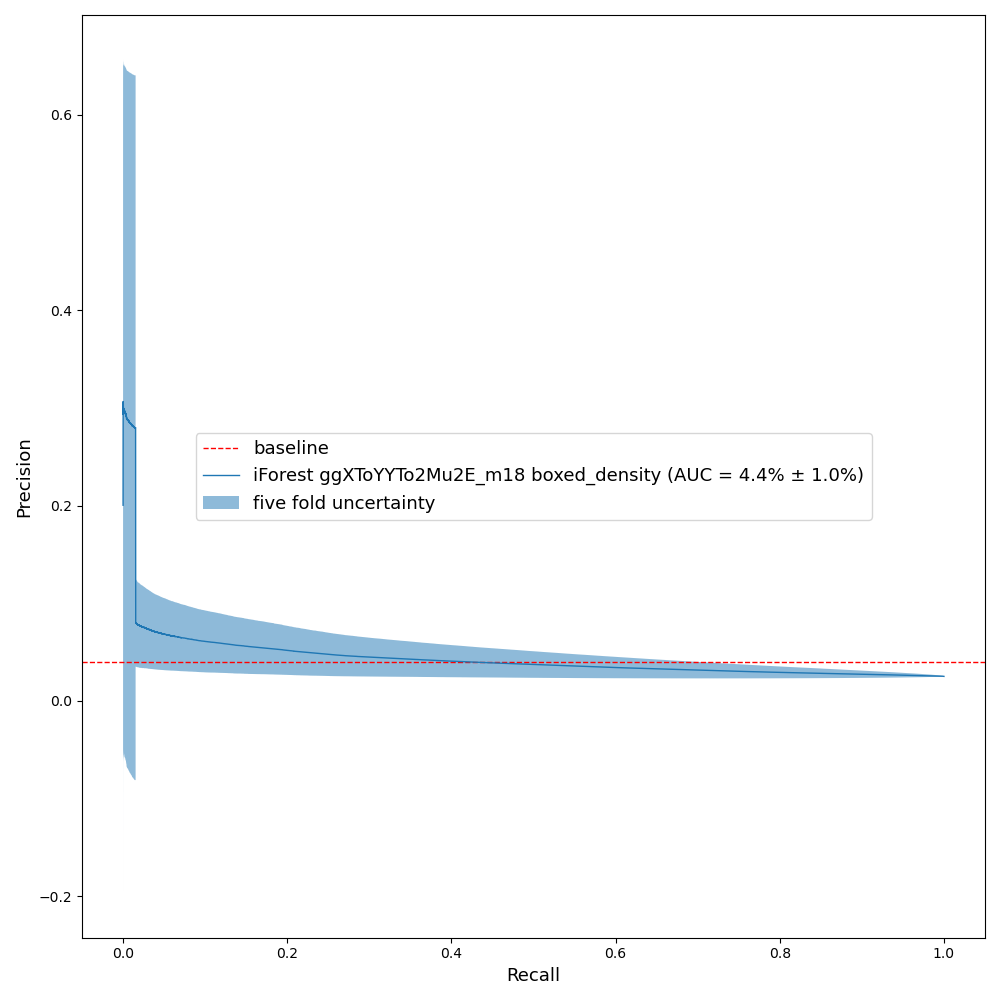 0.6
0.4
0.2
0.0
−0.2
Precision
baseline
iForest ggXToYYTo2Mu2E_m18 boxed_density (AUC = 4.4% ± 1.0%)
five fold uncertainty
0.0 0.2 0.4 0.6 0.8 1.0
Recall